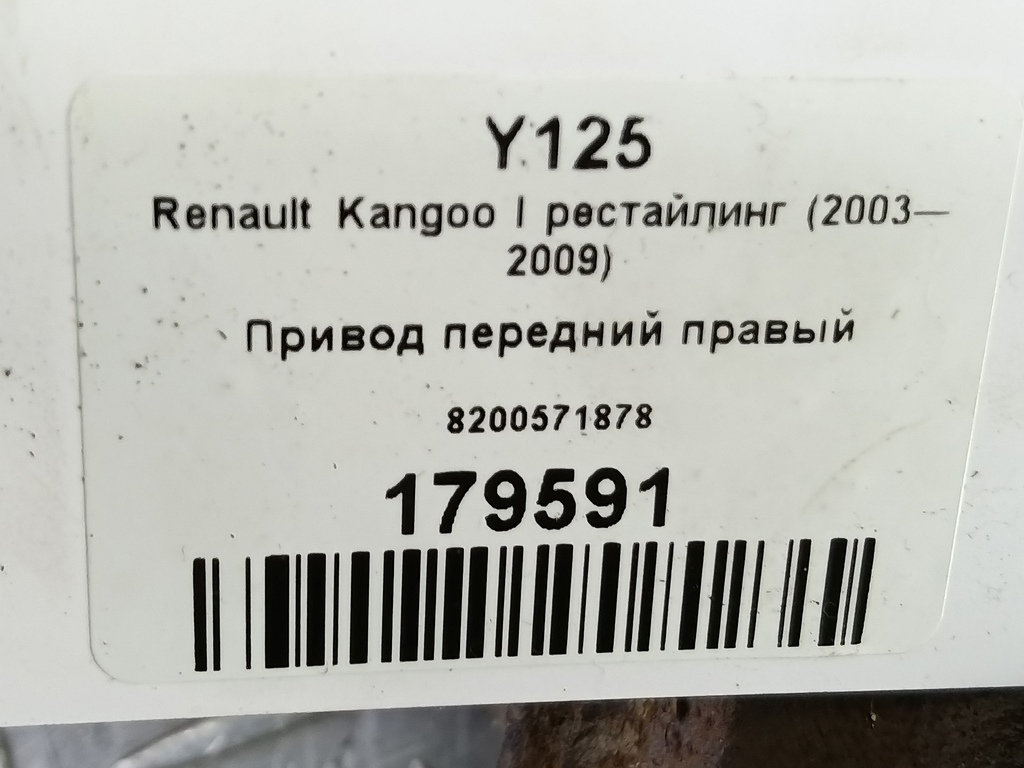 Y125
Renault Kangoo I рестайлинг (2003—
2009)
Привод передний правый
8200571878
179591